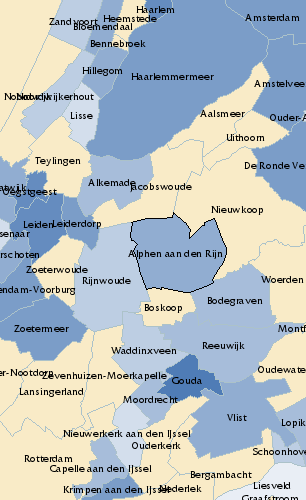 Haarlem
Heemstede
Amsterdam
Zandvoort
Bloemendaal
Bennebroek
Hillegom
Haarlemmermeer
Amstelvee
Noordwijkerhout
Lisse
Aalsmeer
Ouder-A
Uithoorn
Teylingen
De Ronde Ve
Alkemade
Jacobswoude
Oegstgeest
Nieuwkoop
Leiden
Leiderdorp
senaar
rschoten
Alphen aan den Rijn
Zoeterwoude
Rijnwoude
Woerden
endam-Voorburg
Bodegraven
Boskoop
Zoetermeer
Montf
Reeuwijk
Waddinxveen
er-Nootdorp
Zevenhuizen-Moerkapelle
Oudewate
Gouda
Lansingerland
Moordrecht
Vlist
Lopik
Nieuwerkerk aan den IJssel
Ouderkerk
Schoonhove
Rotterdam
Capelle aan den IJssel
Bergambacht
Krimpen aan den IJssel
Nederlek
Liesveld
Graafstroom